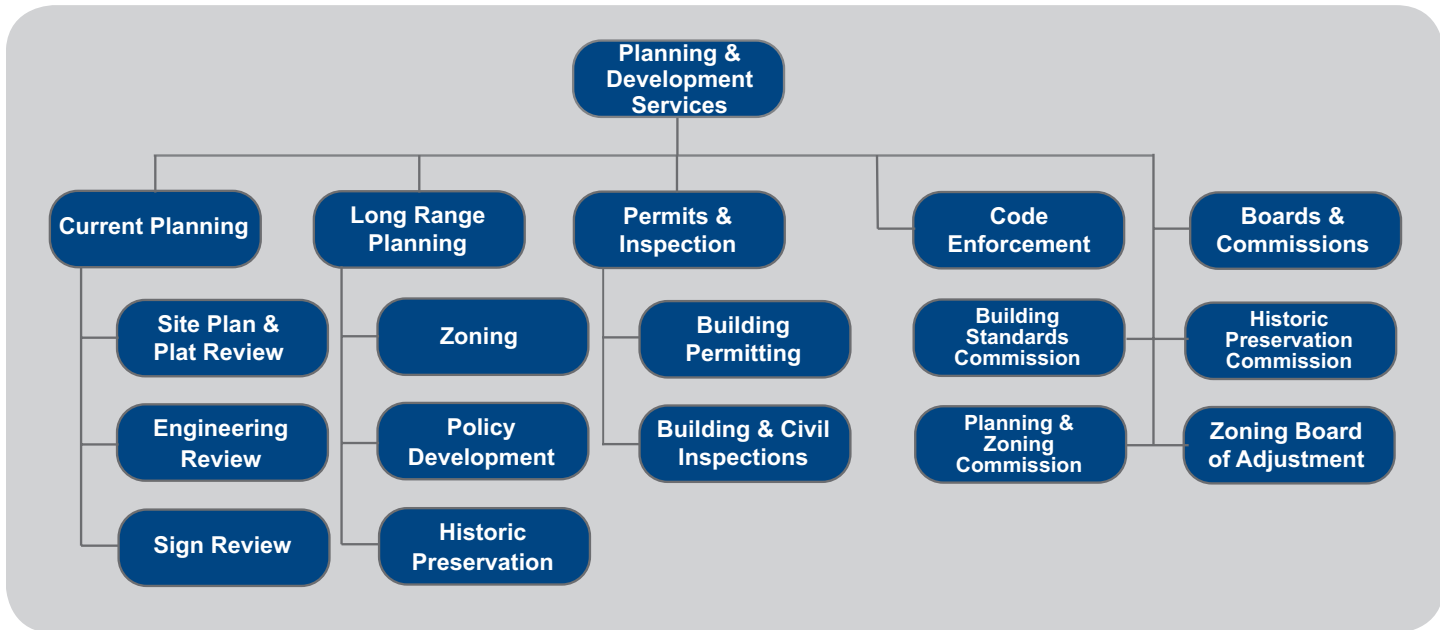 Planning &
Development
Services
Current Planning
Long Range
Planning
Permits &
Inspection
Code
Enforcement
Boards &
Commissions
Site Plan &
Plat Review
Zoning
Building
Permitting
Building
Standards
Commission
Historic
Preservation
Commission
Engineering
Review
Policy
Development
Building & Civil
Inspections
Planning &
Zoning
Commission
Zoning Board
of Adjustment
Sign Review
Historic
Preservation